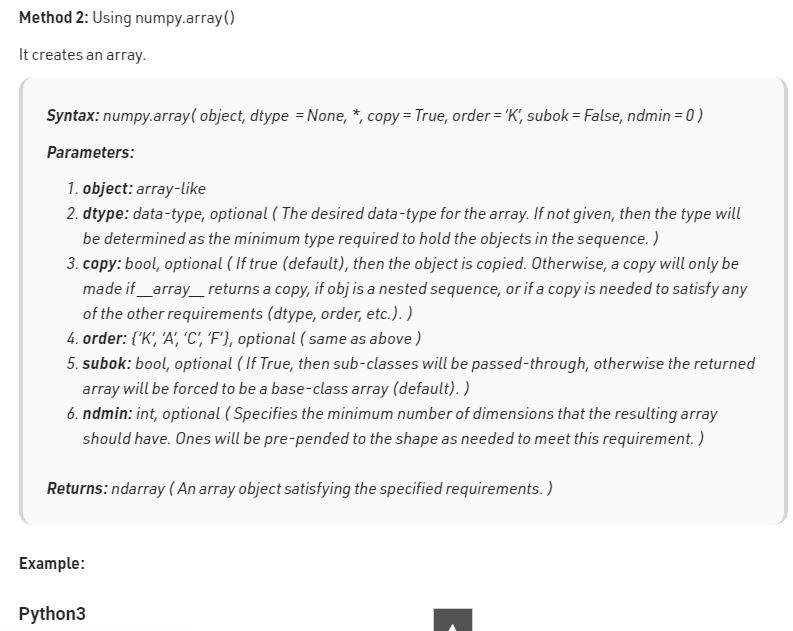 Method 2: Using numpy.array()
It creates an array.
Syntax: numpy.array( object, dtype = None, *, copy = True, order = ‘K’, subok = False, ndmin = 0 )
Parameters:
1. object: array-like
2. dtype: data-type, optional ( The desired data-type for the array. If not given, then the type will
be determined as the minimum type required to hold the objects in the sequence. )
3. copy: bool, optional ( If true (default), then the object is copied. Otherwise, a copy will only be
made if __array__ returns a copy, if obj is a nested sequence, or if a copy is needed to satisfy any
of the other requirements (dtype, order, etc.). )
4. order: {‘K’, ‘A’, ‘C’, ‘F’}, optional ( same as above )
5. subok: bool, optional ( If True, then sub-classes will be passed-through, otherwise the returned
array will be forced to be a base-class array (default). )
6. ndmin: int, optional ( Specifies the minimum number of dimensions that the resulting array
should have. Ones will be pre-pended to the shape as needed to meet this requirement. )
Returns: ndarray ( An array object satisfying the specified requirements. )
Example:
Python3